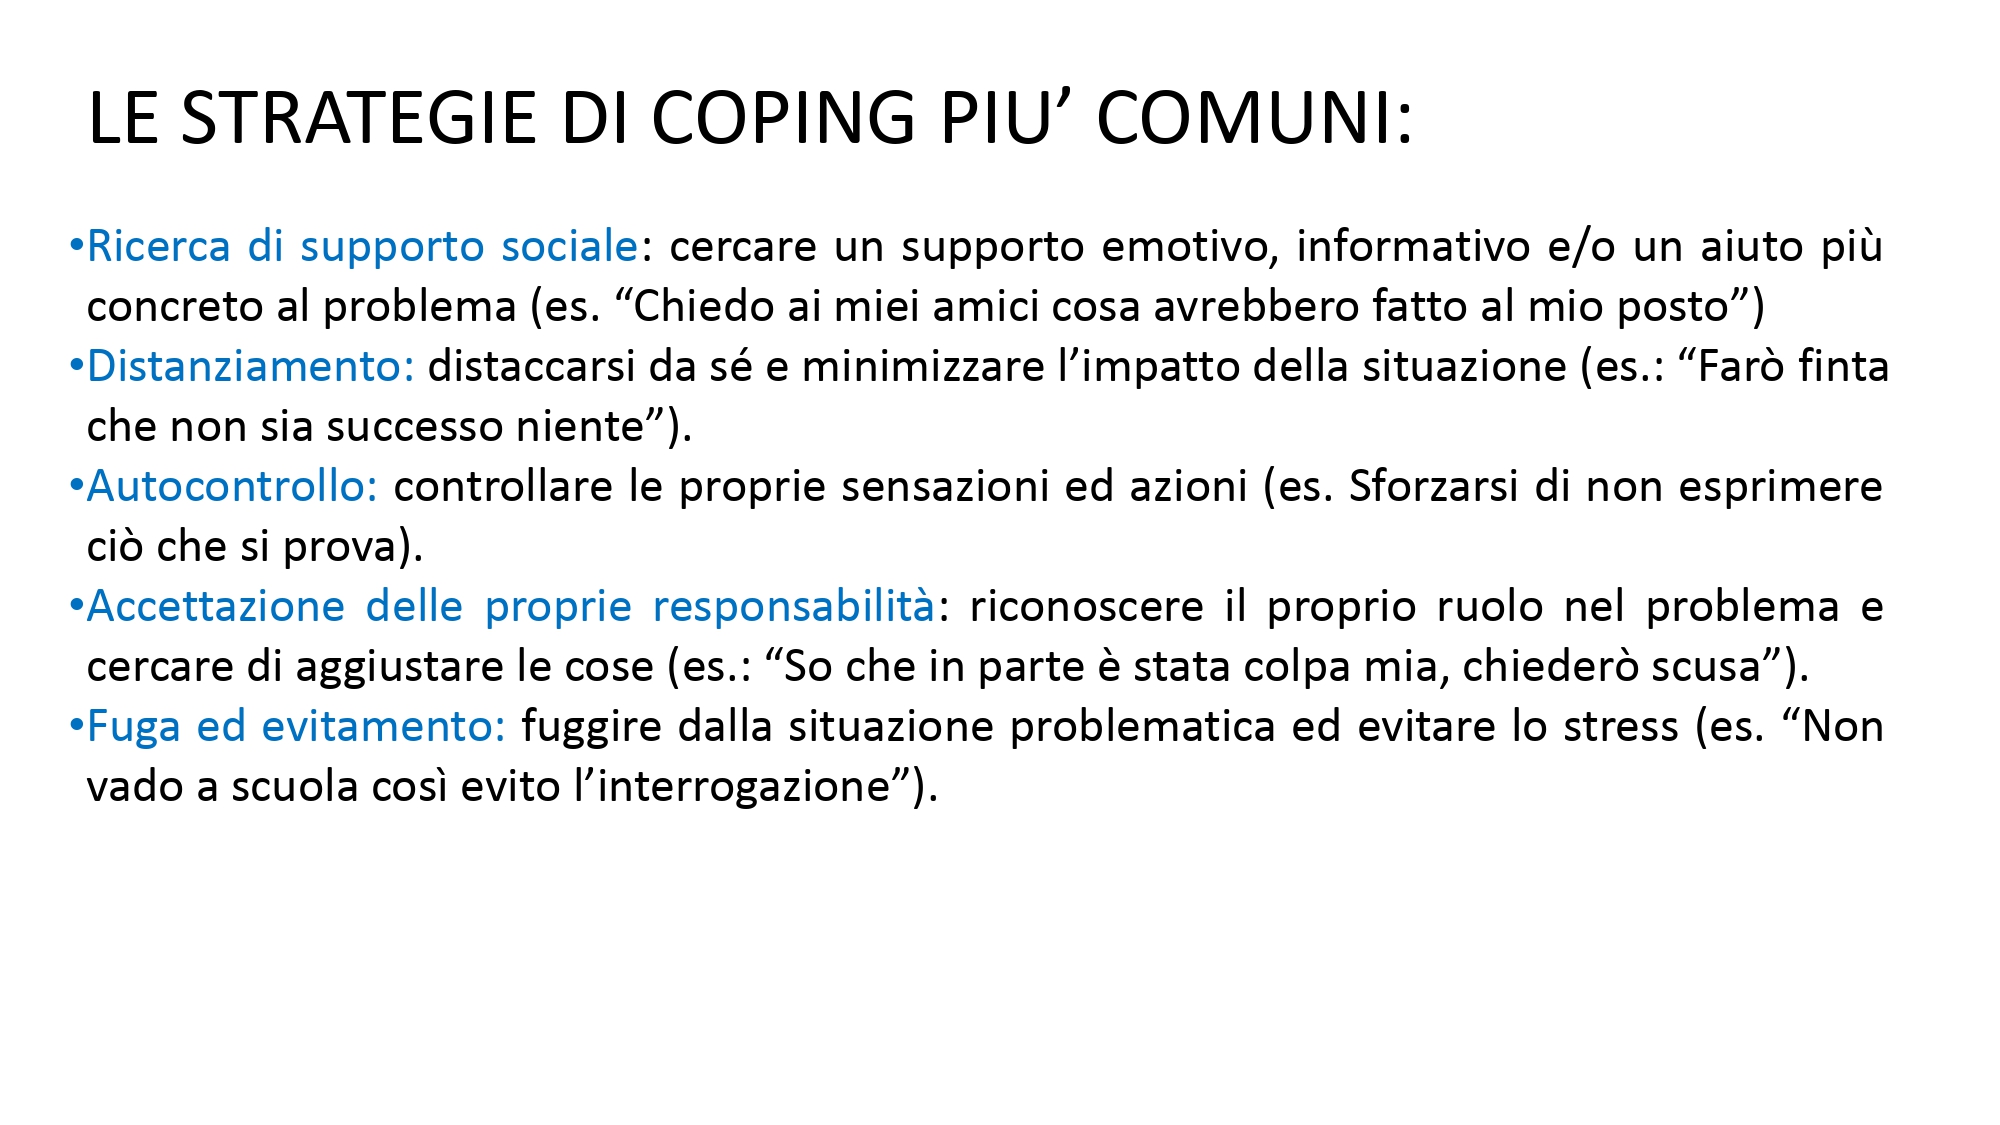 LE STRATEGIE DI COPING PIU’ COMUNI:
•Ricerca di supporto sociale: cercare un supporto emotivo, informativo e/o un aiuto più
concreto al problema (es. “Chiedo ai miei amici cosa avrebbero fatto al mio posto”)
•Distanziamento: distaccarsi da sé e minimizzare l’impatto della situazione (es.: “Farò finta
che non sia successo niente”).
•Autocontrollo: controllare le proprie sensazioni ed azioni (es. Sforzarsi di non esprimere
ciò che si prova).
•Accettazione delle proprie responsabilità: riconoscere il proprio ruolo nel problema e
cercare di aggiustare le cose (es.: “So che in parte è stata colpa mia, chiederò scusa”).
•Fuga ed evitamento: fuggire dalla situazione problematica ed evitare lo stress (es. “Non
vado a scuola così evito l’interrogazione”).